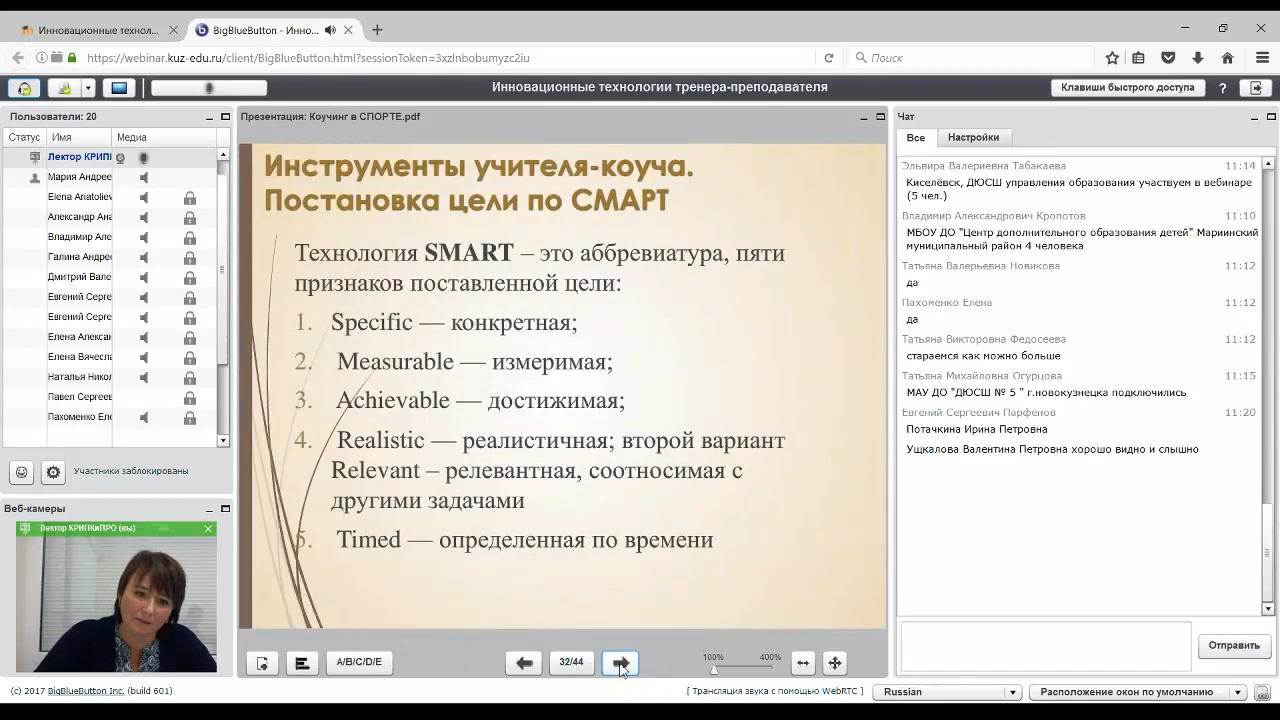 Инновационные технол...
BigBlueButton - Инно...
https://webinar.kuz-edu.ru/client/BigBlueButton.html?sessionToken=3xzlnbobumyzc2iu
Поиск
Инновационные технологии тренера-преподавателя
Клавиши быстрого доступа
?
Пользователи: 20
Статус
Имя
Медиа
Лектор КРИПК
Мария Андрее
Elena Anatoliev
Александр Ана
Владимир Але
Галина Андрее
Дмитрий Вале
Евгений Серге
Евгений Серге
Елена Алексан
Елена Вячесла
Наталья Никол
Павел Сергеев
Пахоменко Еле
Участники заблокированы
Веб-камеры
Лектор КРИПКиПРО (вы)
Презентация: Коучинг в СПОРТЕ.pdf
Инструменты учителя-коуча.
Постановка цели по СМАРТ
Технология SMART – это аббревиатура, пяти
признаков поставленной цели:
1. Specific — конкретная;
2. Measurable — измеримая;
3. Achievable — достижимая;
4. Realistic — реалистичная; второй вариант
Relevant – релевантная, соотносимая с
другими задачами
5. Timed — определенная по времени
A/B/C/D/E
32/44
100%
400%
Чат
Все
Настройки
Эльвира Валериевна Табакаева 11:14
Киселёвск, ДЮСШ управления образования участвуем в вебинаре
(5 чел.)
Владимир Александрович Кропотов 11:10
МБОУ ДО "Центр дополнительного образования детей" Мариинский
муниципальный район 4 человека
Татьяна Валерьевна Новикова 11:12
да
Пахоменко Елена 11:12
да
Татьяна Викторовна Федосеева 11:12
стараемся как можно больше
Татьяна Михайловна Огурцова 11:15
МАУ ДО "ДЮСШ № 5 " г.новокузнецка подключились
Евгений Сергеевич Парфенов 11:20
Потачкина Ирина Петровна
Ущкалова Валентина Петровна хорошо видно и слышно
Отправить
(c) 2017 BigBlueButton Inc. (build 601)
[ Трансляция звука с помощью WebRTC ]
Russian
Расположение окон по умолчанию